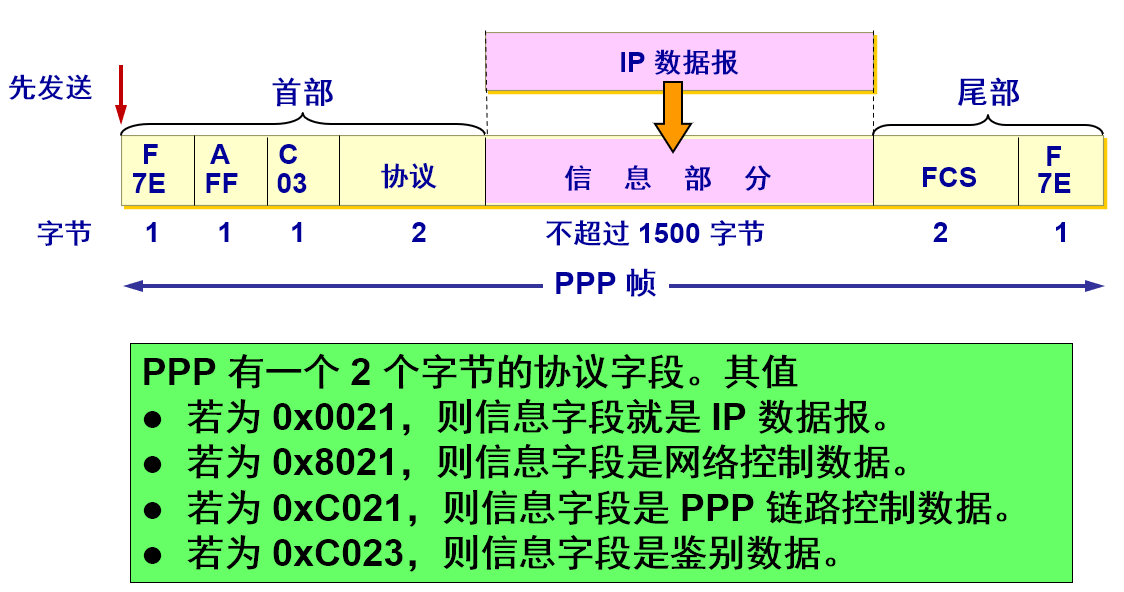 IP 数据报
先发送
首部
尾部
F A C F
7E FF 03 协议 信 息 部 分 FCS 7E
字节 1 1 1 2 不超过 1500 字节 2 1
PPP 帧
PPP 有一个 2 个字节的协议字段。其值
● 若为 0x0021，则信息字段就是 IP 数据报。
● 若为 0x8021，则信息字段是网络控制数据。
● 若为 0xC021，则信息字段是 PPP 链路控制数据。
● 若为 0xC023，则信息字段是鉴别数据。